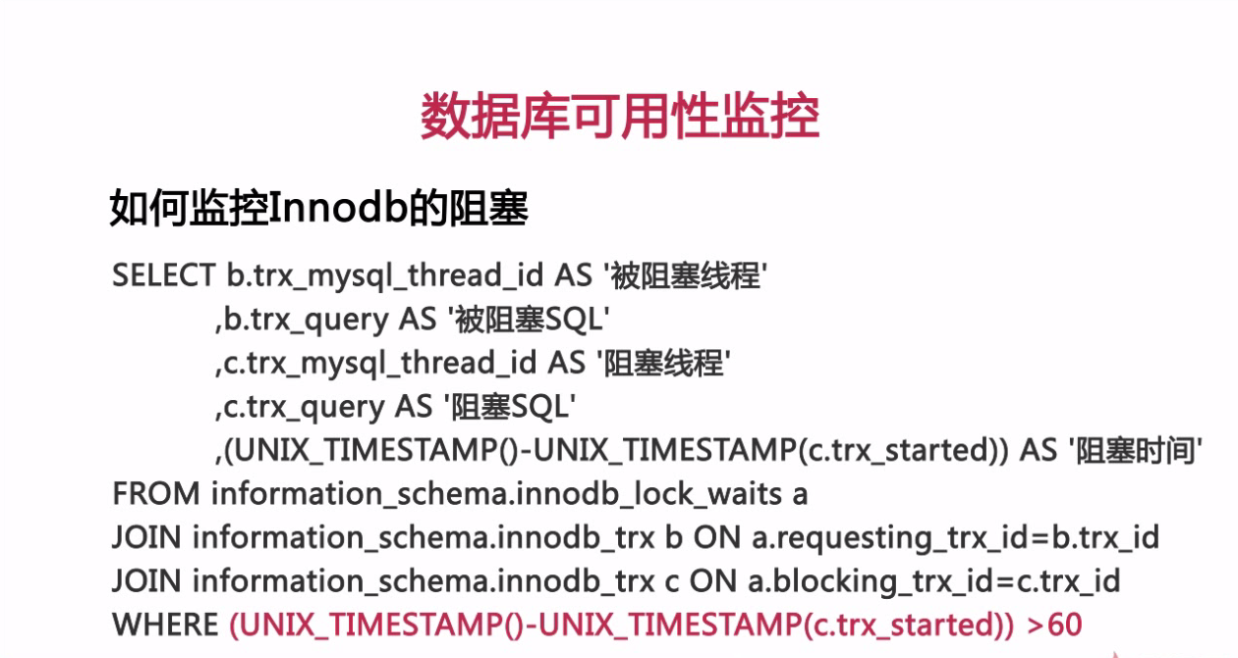 数据库可用性监控
如何监控Innodb的阻塞
SELECT b.trx_mysql_thread_id AS '被阻塞线程'
,b.trx_query AS '被阻塞SQL'
,c.trx_mysql_thread_id AS '阻塞线程'
,c.trx_query AS '阻塞SQL'
,(UNIX_TIMESTAMP()-UNIX_TIMESTAMP(c.trx_started)) AS '阻塞时间'
FROM information_schema.innodb_lock_waits a
JOIN information_schema.innodb_trx b ON a.requesting_trx_id=b.trx_id
JOIN information_schema.innodb_trx c ON a.blocking_trx_id=c.trx_id
WHERE (UNIX_TIMESTAMP()-UNIX_TIMESTAMP(c.trx_started)) >60